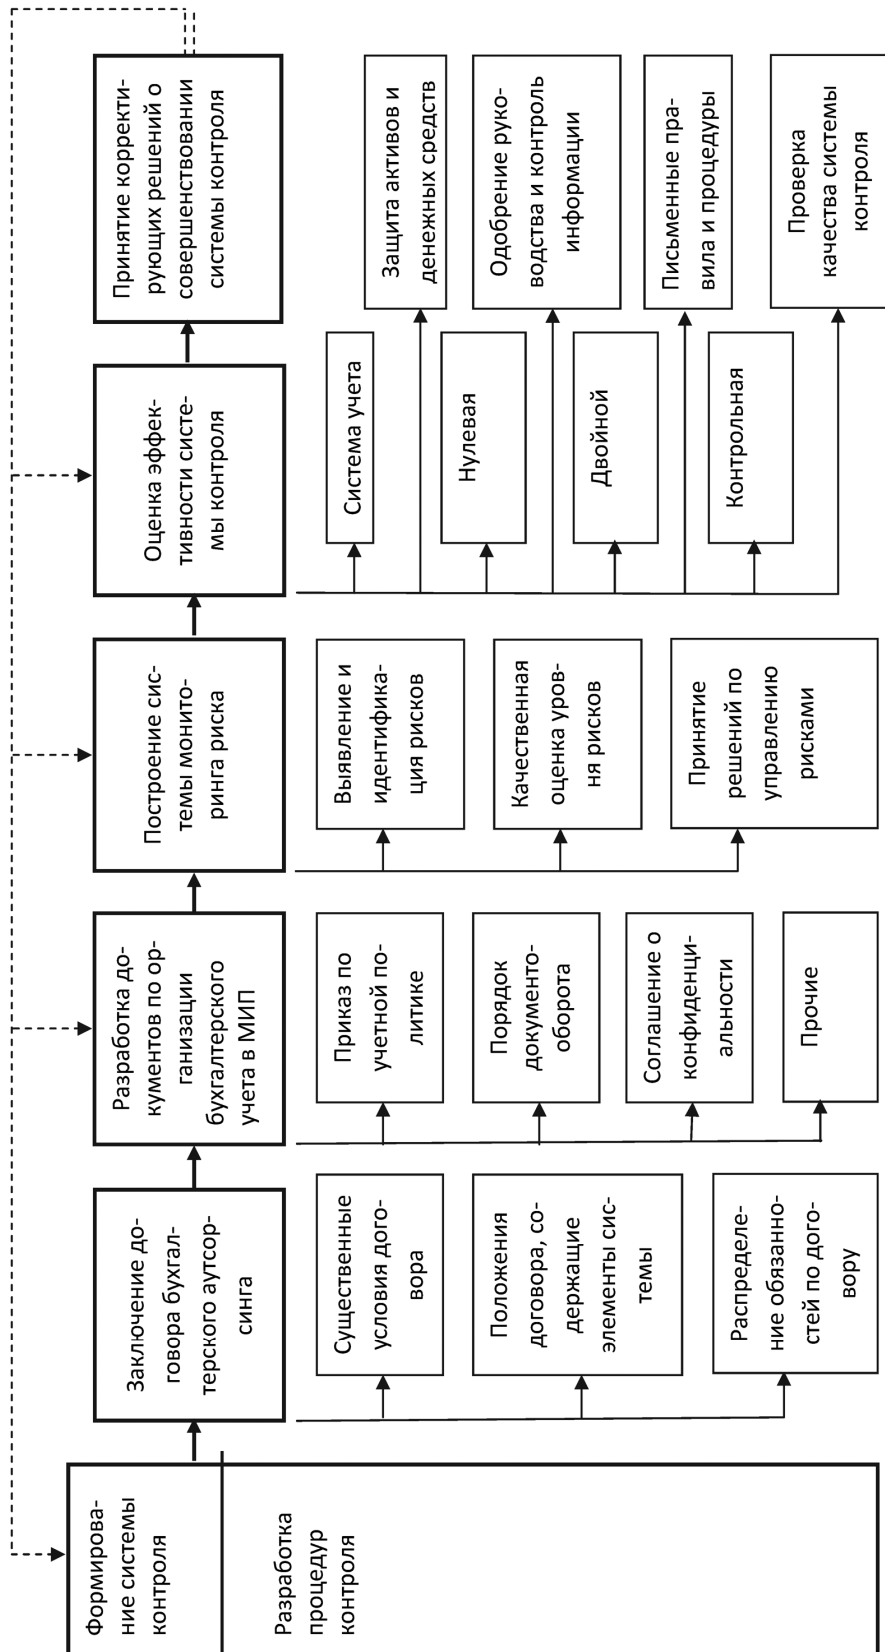 Формирова-
ние системы
контроля
Разработка
процедур
контроля
Заключение до-
говора бухгал-
терского аутсор-
синга
Существенные
условия дого-
вора
Положения
договора, со-
держащие
элементы сис-
темы
Распределе-
ние обязанно-
стей по дого-
вору
Разработка до-
кументов по ор-
ганизации
бухгалтерского
учета в МИП
Приказ по
учетной по-
литике
Порядок
документо-
оборота
Соглашение о
конфиденци-
альности
Прочие
Построение сис-
темы монито-
ринга риска
Выявление и
идентифика-
ция рисков
Качественная
оценка уров-
ня рисков
Принятие
решений по
управлению
рисками
Оценка эффек-
тивности систе-
мы контроля
Система учета
Нулевая
Двойной
Контрольная
Принятие корректи-
рующих решений о
совершенствовании
системы контроля
Защита активов и
денежных средств
Одобрение руко-
водства и контроль
информации
Письменные пра-
вила и процедуры
Проверка
качества системы
контроля